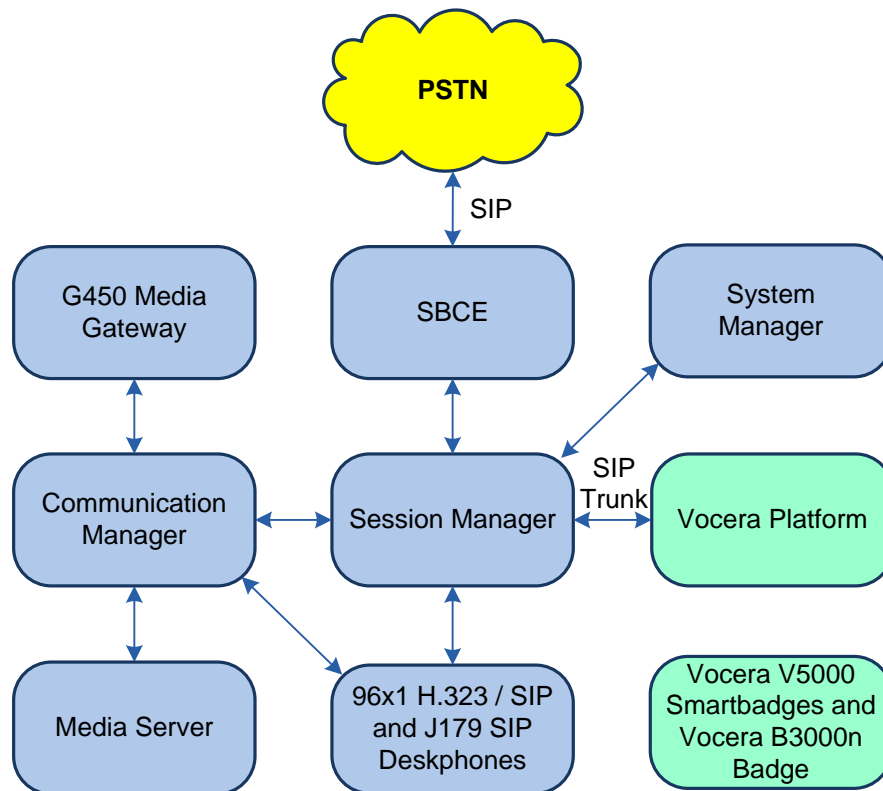 PSTN
SIP
G450 Media
Gateway
SBCE
System
Manager
Communication
Manager
Session Manager
SIP
Trunk
Vocera Platform
Media Server
96x1 H.323 / SIP
and J179 SIP
Deskphones
Vocera V5000
Smartbadges and
Vocera B3000n
Badge